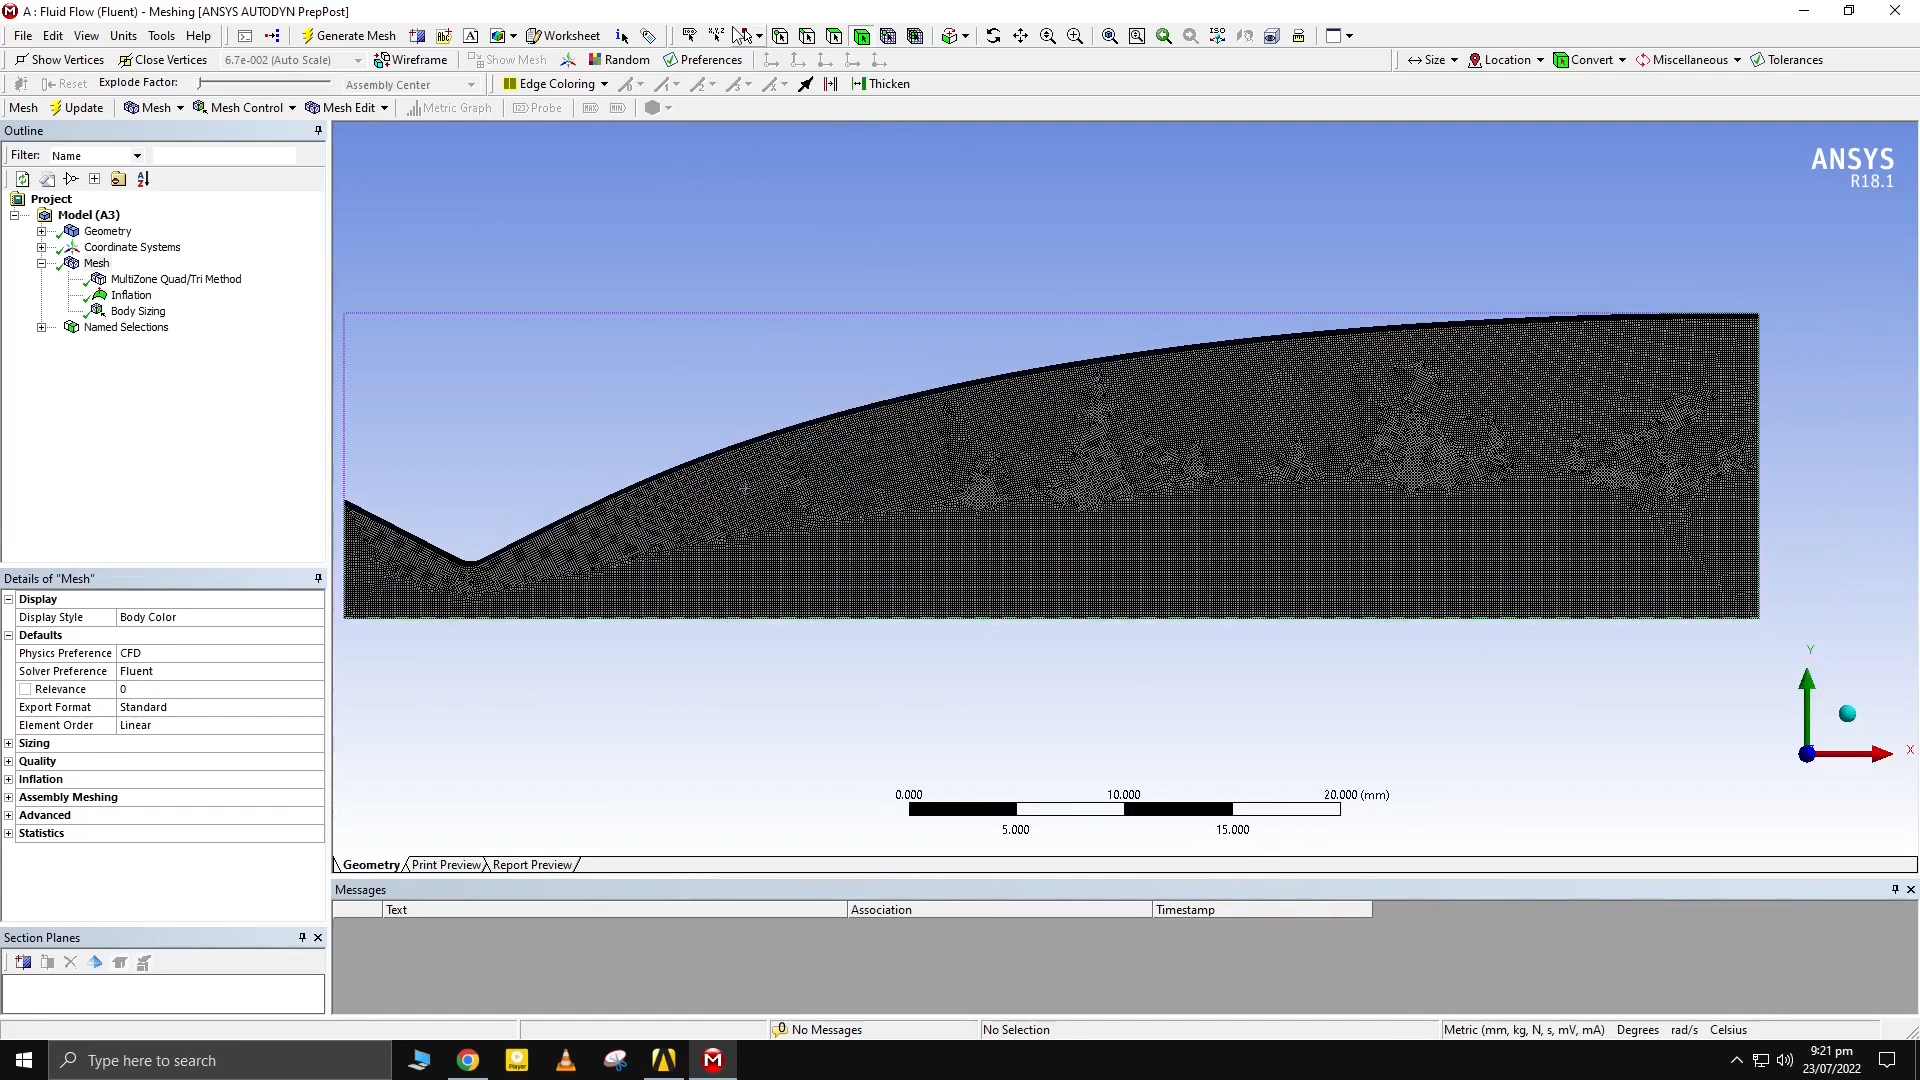 A : Fluid Flow (Fluent) - Meshing [ANSYS AUTODYN PrepPost]
File Edit View Units Tools Help Generate Mesh Worksheet
Show Vertices Close Vertices 6.7e-002 (Auto Scale) Wireframe Show Mesh Random Preferences Size Location Convert Miscellaneous Tolerances
Reset Explode Factor: Assembly Center Edge Coloring Thicken
Mesh Update Mesh Mesh Control Mesh Edit Metric Graph Probe MAX MIN
Outline
Filter: Name
Project
Model (A3)
Geometry
Coordinate Systems
Mesh
MultiZone Quad/Tri Method
Inflation
Body Sizing
Named Selections
ANSYS
R18.1
Details of "Mesh"
Display
Display Style Body Color
Defaults
Physics Preference CFD
Solver Preference Fluent
Relevance 0
Export Format Standard
Element Order Linear
Sizing
Quality
Inflation
Assembly Meshing
Advanced
Statistics
Y
X
0.000 10.000 20.000 (mm)
5.000 15.000
Geometry Print Preview Report Preview
Messages
Text Association Timestamp
Section Planes
0 No Messages No Selection Metric (mm, kg, N, s, mV, mA) Degrees rad/s Celsius
Type here to search
Player
9:21 pm
23/07/2022